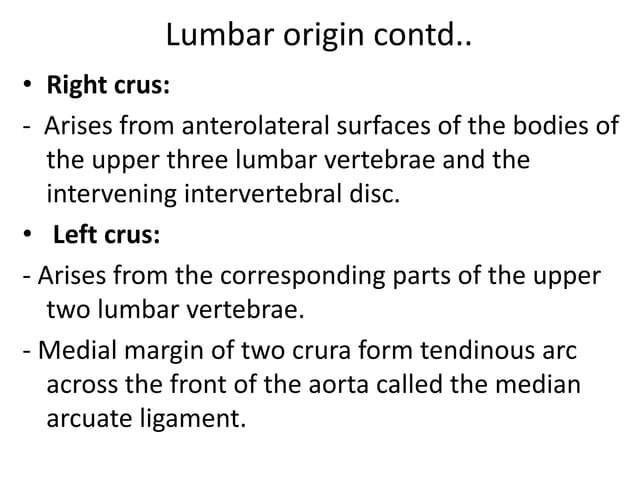 Lumbar origin contd..
• Right crus:
- Arises from anterolateral surfaces of the bodies of
the upper three lumbar vertebrae and the
intervening intervertebral disc.
• Left crus:
- Arises from the corresponding parts of the upper
two lumbar vertebrae.
- Medial margin of two crura form tendinous arc
across the front of the aorta called the median
arcuate ligament.